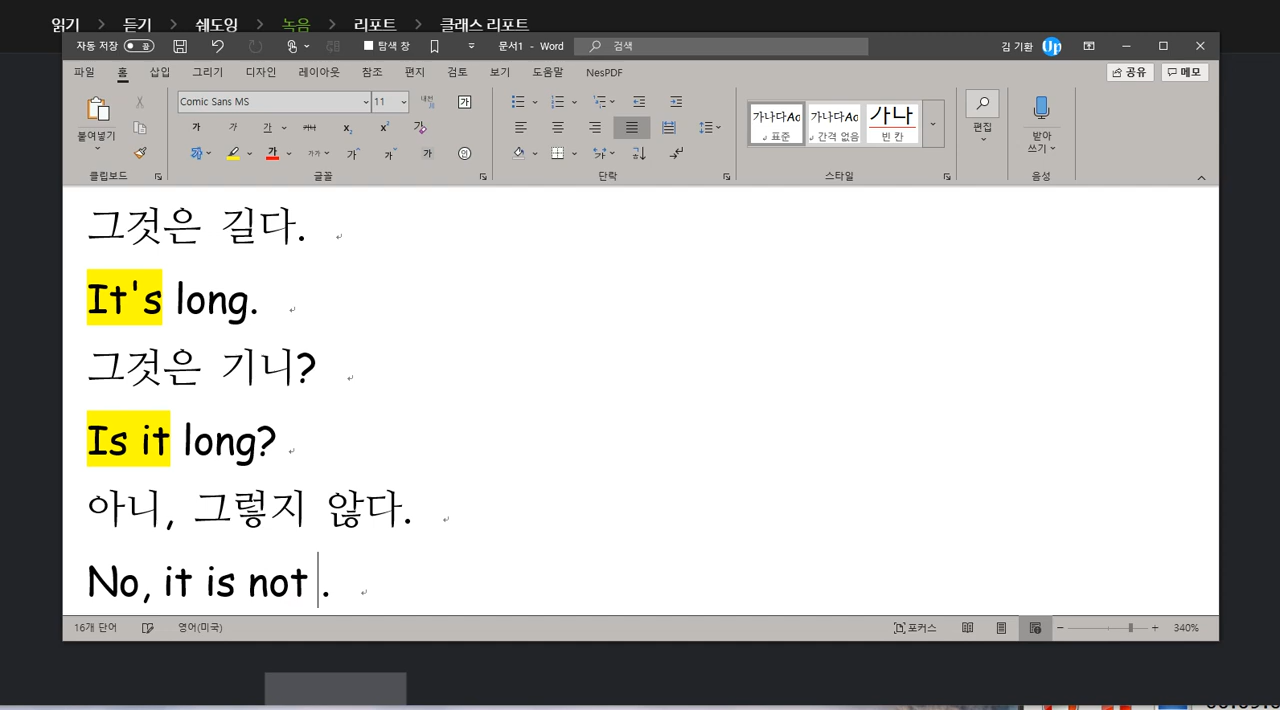 읽기 > 듣기 > 쉐도잉 > 녹음 > 리포트 > 클래스 리포트
자동 저장 끔 탐색 창 문서1 - Word 검색 김 기환 Up
파일 홈 삽입 그리기 디자인 레이아웃 참조 편지 검토 보기 도움말 NesPDF 공유 메모
붙여넣기 Comic Sans MS 11 가나다AaI 가나다AaI 가나 편집 받아쓰기
표준 간격 없음 빈 칸
클립보드 글꼴 단락 스타일 음성
그것은 길다.
It's long.
그것은 기니?
Is it long?
아니, 그렇지 않다.
No, it is not .
16개 단어 영어(미국) 포커스 340%